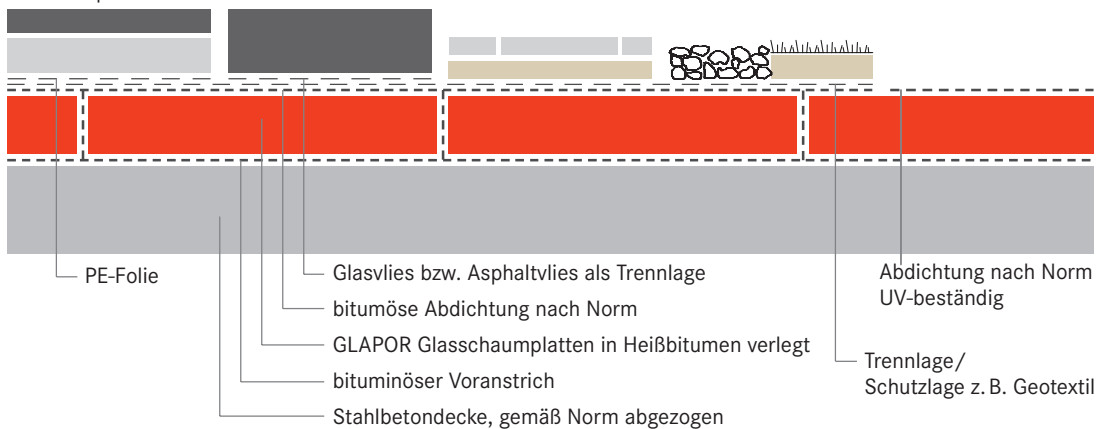 PE-Folie
Glasvlies bzw. Asphaltvlies als Trennlage
bitumöse Abdichtung nach Norm
GLAPOR Glasschaumplatten in Heißbitumen verlegt
bituminöser Voranstrich
Stahlbetondecke, gemäß Norm abgezogen
Abdichtung nach Norm
UV-beständig
Trennlage/
Schutzlage z. B. Geotextil